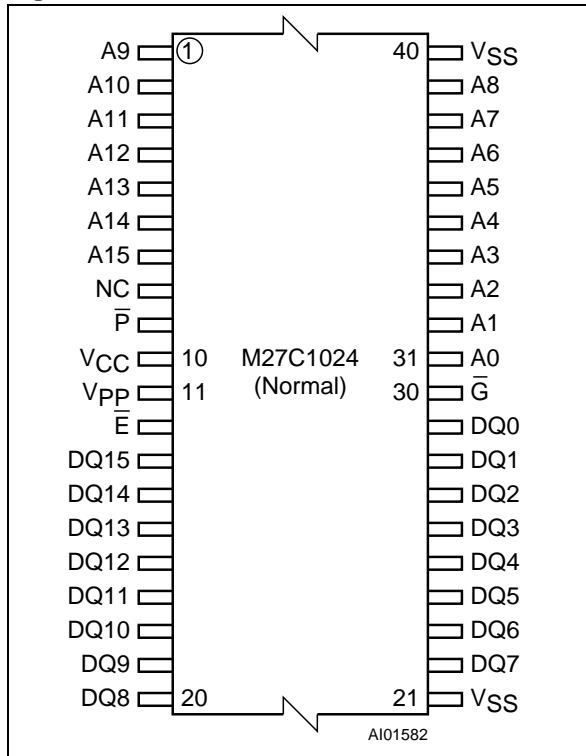 A9 1 40 VSS
A10 A8
A11 A7
A12 A6
A13 A5
A14 A4
A15 A3
NC A2
P̅ A1
VCC 10 M27C1024 31 A0
VPP 11 (Normal) 30 G̅
E̅ DQ0
DQ15 DQ1
DQ14 DQ2
DQ13 DQ3
DQ12 DQ4
DQ11 DQ5
DQ10 DQ6
DQ9 DQ7
DQ8 20 21 VSS
AI01582